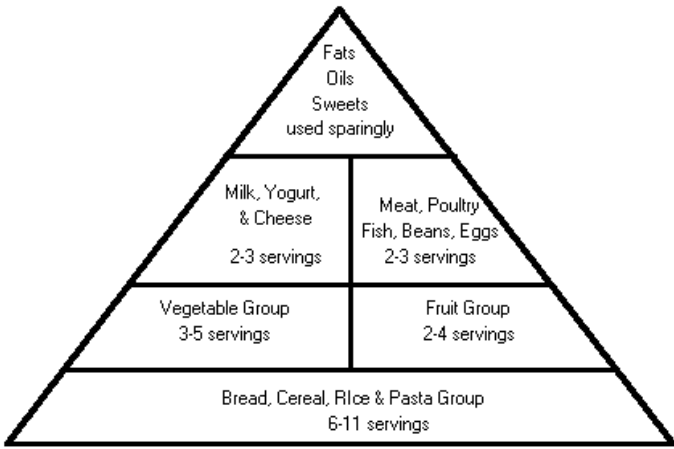 Fats
Oils
Sweets
used sparingly
Milk, Yogurt,
& Cheese
2-3 servings
Meat, Poultry
Fish, Beans, Eggs
2-3 servings
Vegetable Group
3-5 servings
Fruit Group
2-4 servings
Bread, Cereal, RIce & Pasta Group
6-11 servings